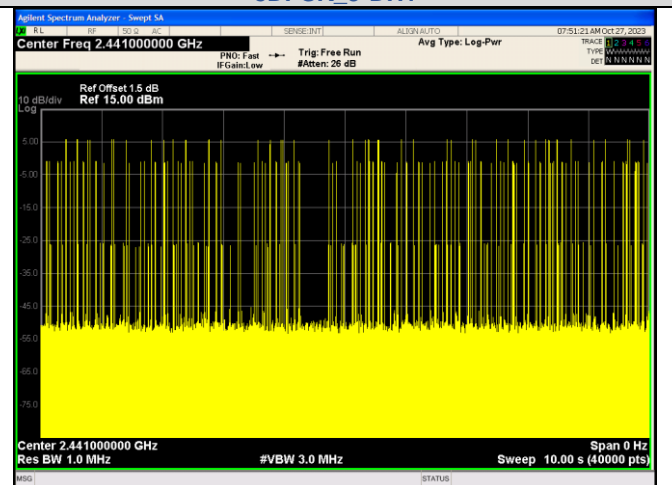 Agilent Spectrum Analyzer - Swept SA
RL RF 50 Ω AC SENSE:INT ALIGNAUTO 07:51:21 AM Oct 27, 2023
Center Freq 2.441000000 GHz Avg Type: Log-Pwr TRACE 1 2 3 4 5 6
PNO: Fast Trig: Free Run TYPE
IFGain:Low #Atten: 26 dB DET N N N N N N
Ref Offset 1.5 dB
10 dB/div Ref 15.00 dBm
Log
5.00
-5.00
-15.0
-25.0
-35.0
-45.0
-55.0
-65.0
-75.0
Center 2.441000000 GHz Span 0 Hz
Res BW 1.0 MHz #VBW 3.0 MHz Sweep 10.00 s (40000 pts)
MSG STATUS